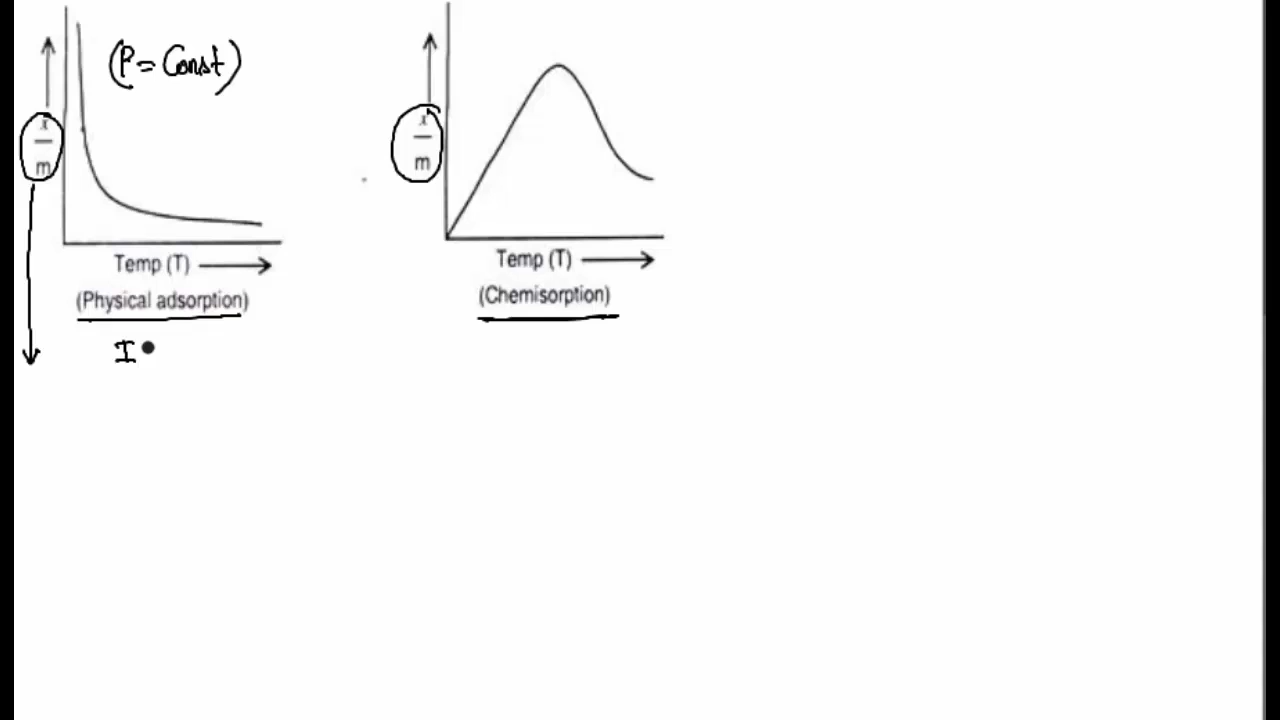 (P = Const)
x
m
Temp (T)
(Physical adsorption)
I
x
m
Temp (T)
(Chemisorption)